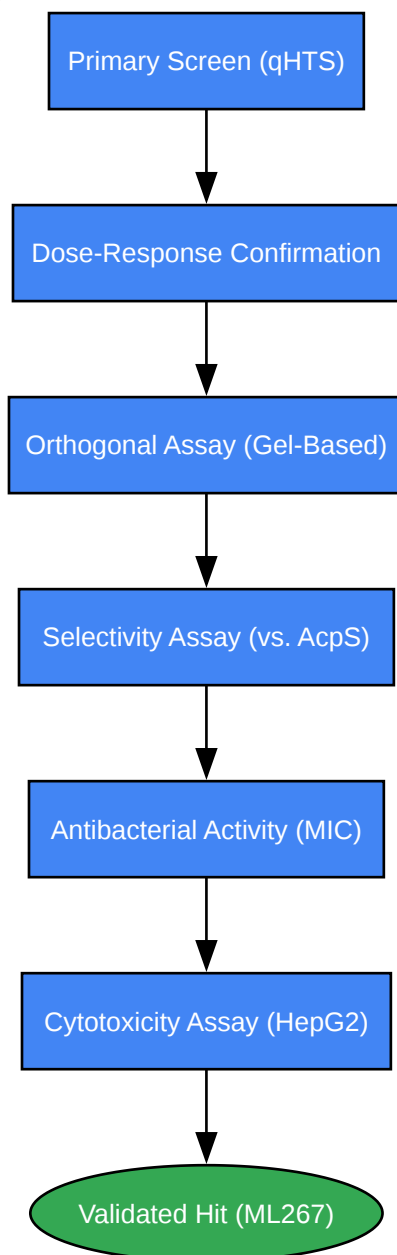 Primary Screen (qHTS)
Dose-Response Confirmation
Orthogonal Assay (Gel-Based)
Selectivity Assay (vs. AcpS)
Antibacterial Activity (MIC)
Cytotoxicity Assay (HepG2)
Validated Hit (ML267)